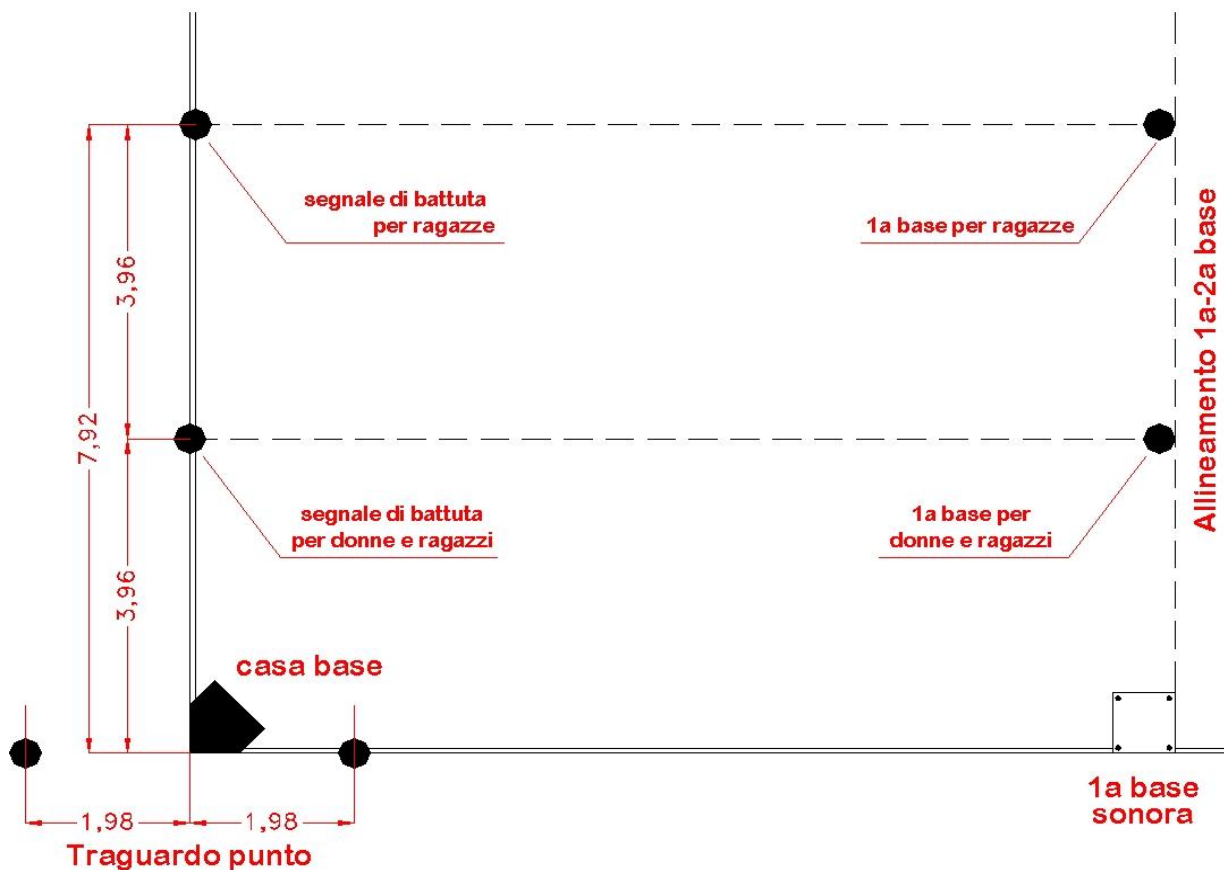 segnale di battuta
per ragazze
1a base per ragazze
Allineamento 1a-2a base
3,96
7,92
segnale di battuta
per donne e ragazzi
1a base per
donne e ragazzi
3,96
casa base
1a base
sonora
1,98
1,98
Traguardo punto